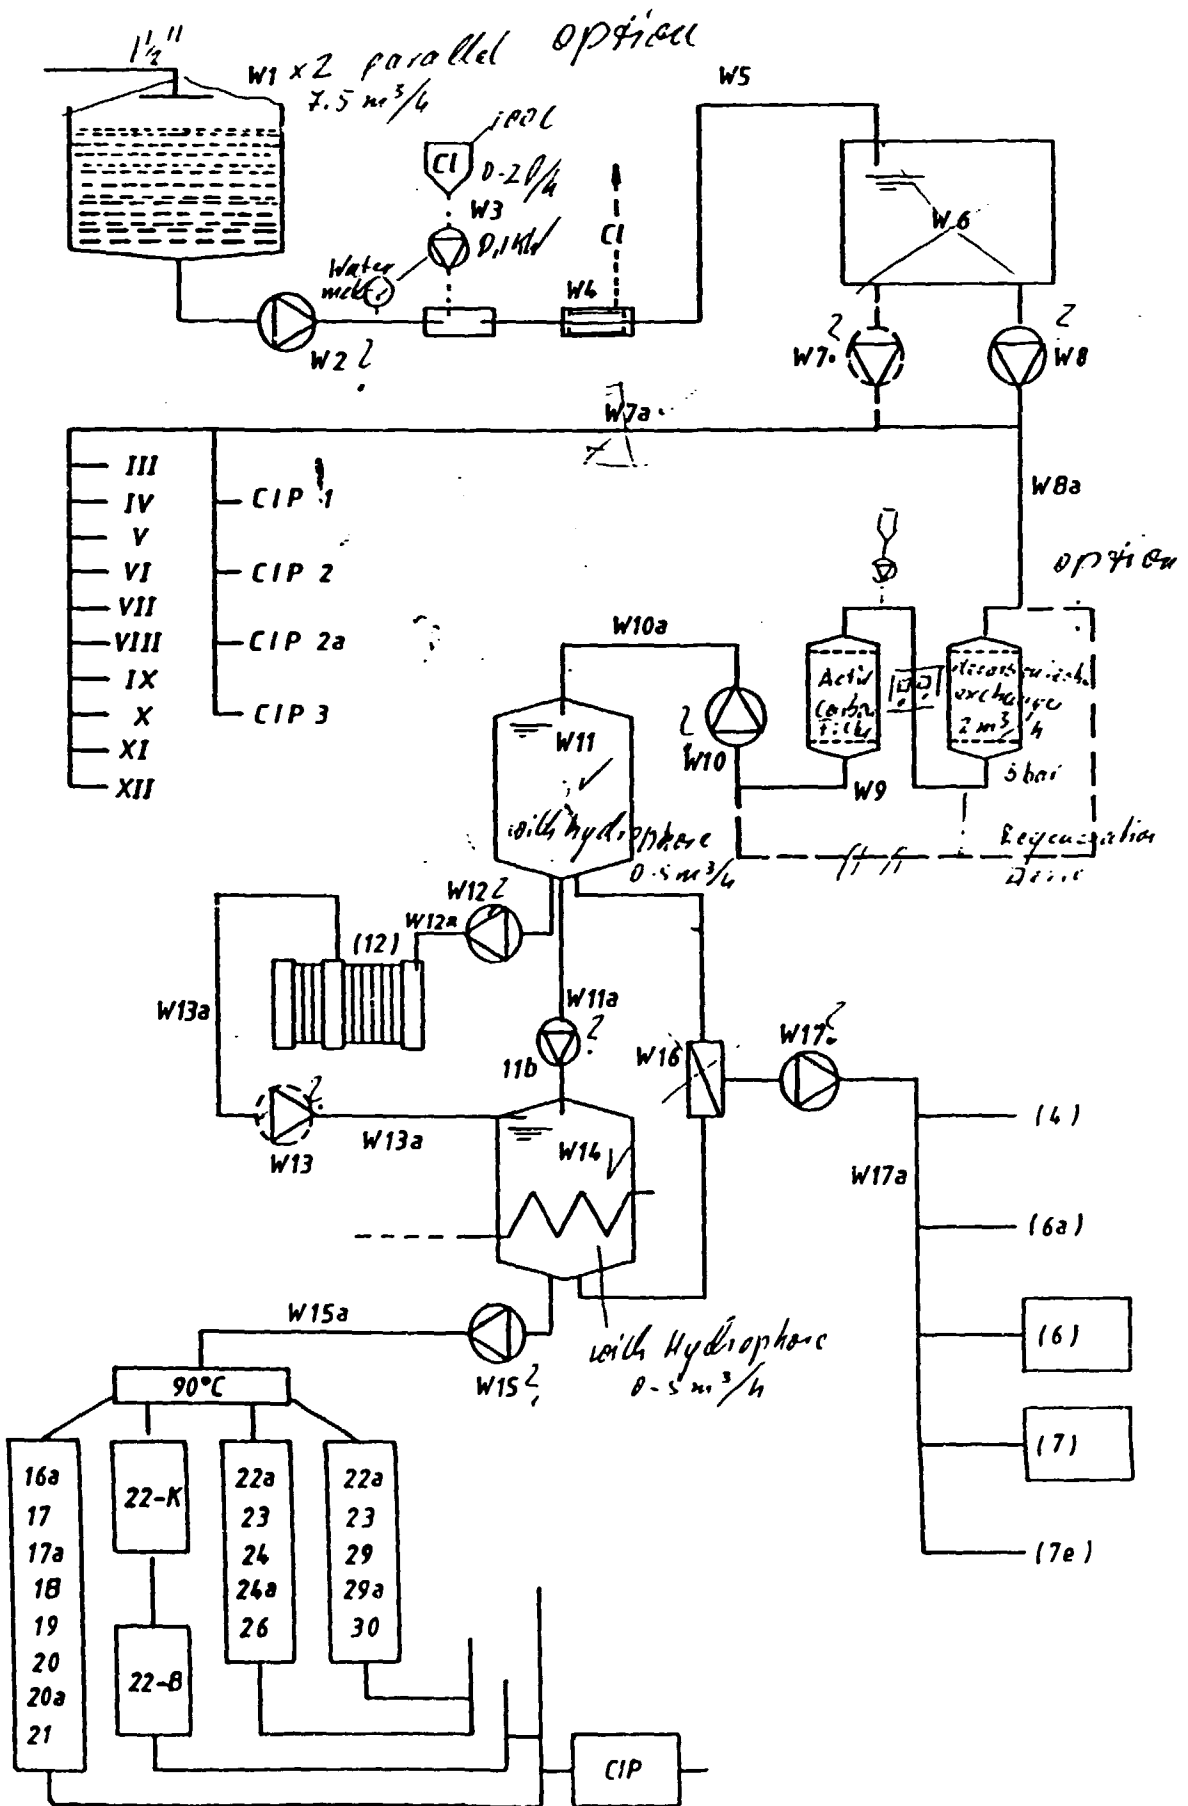 1½"
W1 x 2 parallel option
7.5 m³/h
W5
100 l
Cl
0-2 l/h
W3
0,1 kW
Water
W4
Cl
W2 ?
W6
W7
W8
W7a
III
IV
V
VI
VII
VIII
IX
X
XI
XII
CIP 1
CIP 2
CIP 2a
CIP 3
W8a
option
W10a
Activ
Carbon
exchange
2 m³/h
5 bar
W11
W10
W9
Regeneration
with hydrophore
0-5 m³/h
W12 ?
W12a
(12)
W13a
W11a
11b ?
W16
W17 ?
W13 ?
W13a
W14
W17a
(4)
(6a)
(6)
(7)
(7e)
W15a
W15 ?
with Hydrophore
0-5 m³/h
90°C
16a
17
17a
18
19
20
20a
21
22-K
22-B
22a
23
24
24a
26
22a
23
29
29a
30
CIP